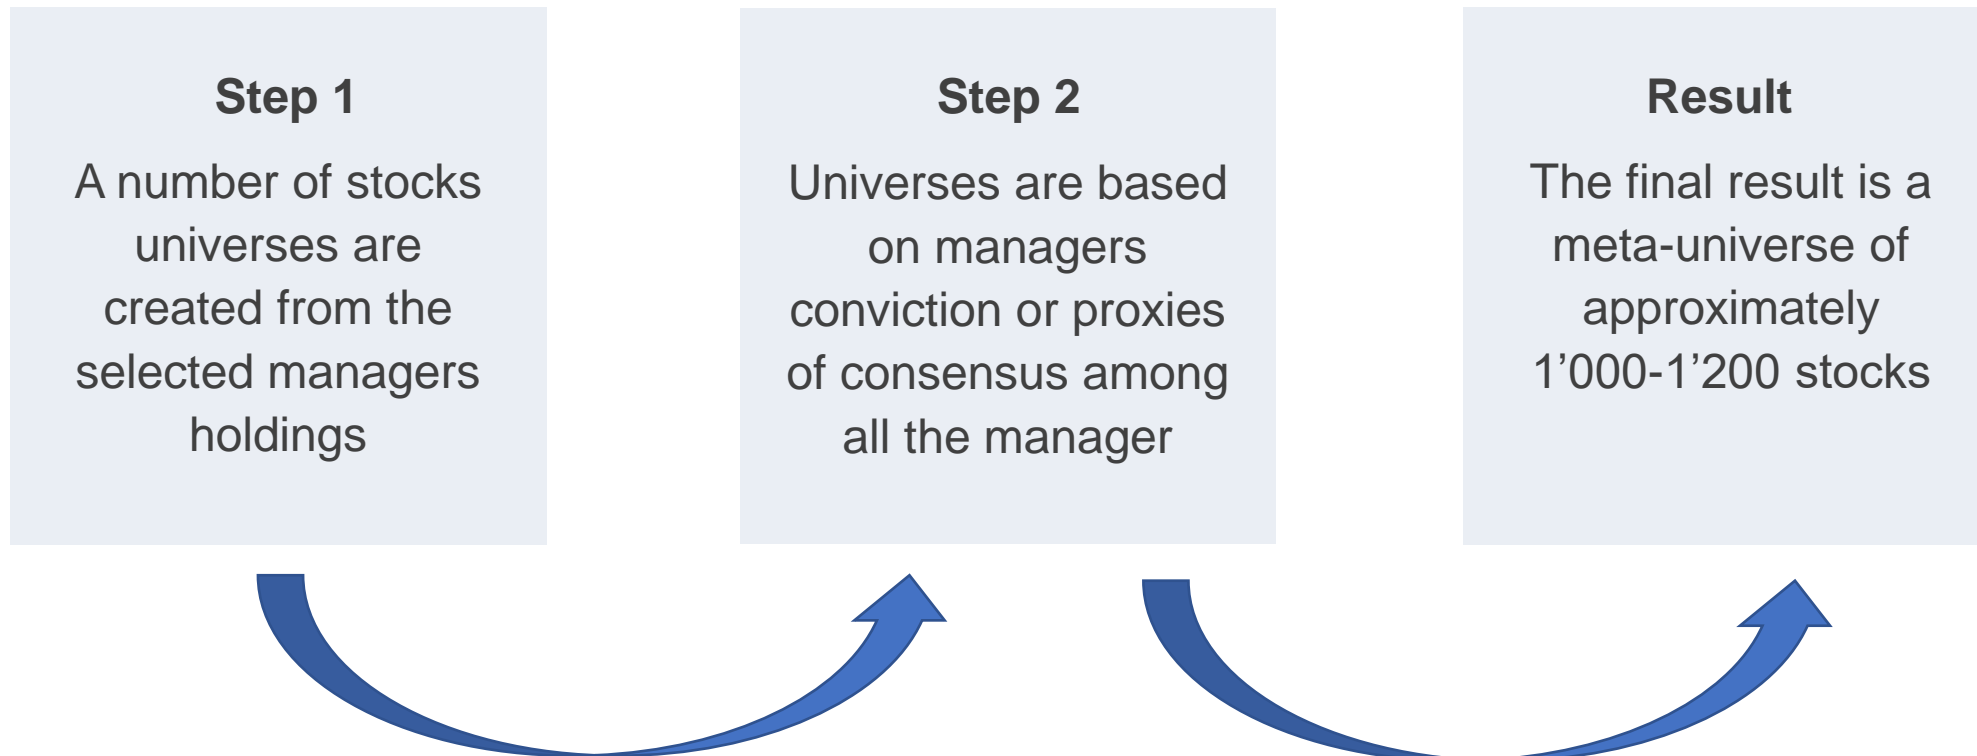 Step 1
A number of stocks
universes are
created from the
selected managers
holdings
Step 2
Universes are based
on managers
conviction or proxies
of consensus among
all the manager
Result
The final result is a
meta-universe of
approximately
1’000-1’200 stocks